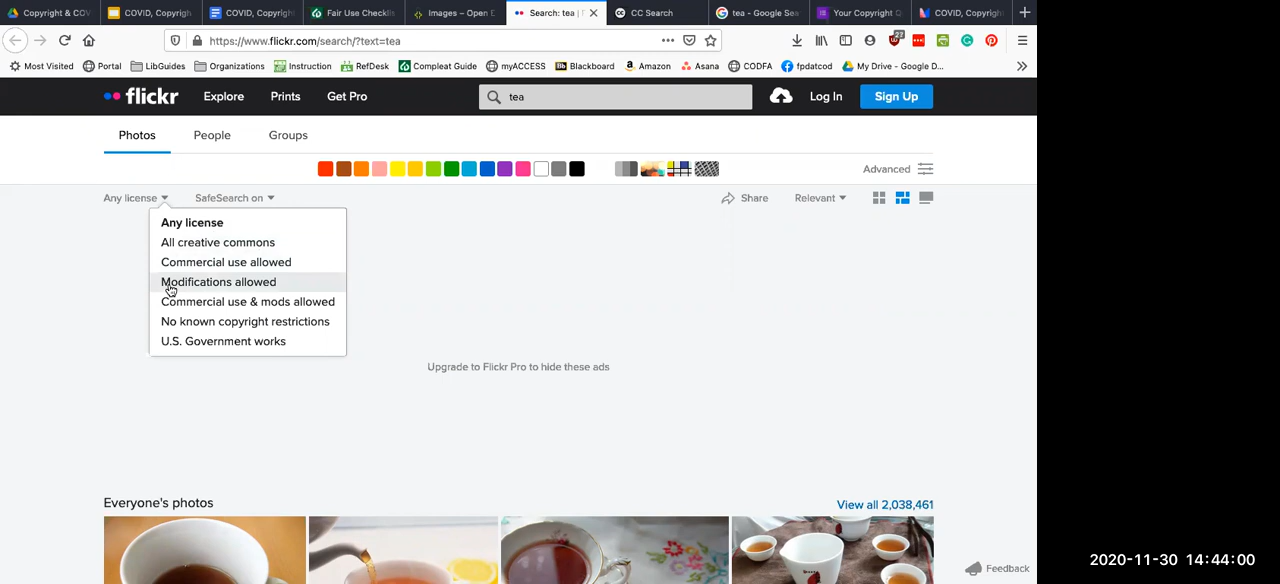 Copyright & COV COVID, Copyrigh COVID, Copyrigh Fair Use Checklis Images – Open E Search: tea | F CC Search tea - Google Sea Your Copyright Q COVID, Copyrigh
https://www.flickr.com/search/?text=tea 27
Most Visited Portal LibGuides Organizations Instruction RefDesk Compleat Guide myACCESS Bb Blackboard Amazon Asana CODFA fpdatcod My Drive - Google D...
flickr Explore Prints Get Pro tea Log In Sign Up
Photos People Groups
Advanced
Any license SafeSearch on Share Relevant
Any license
All creative commons
Commercial use allowed
Modifications allowed
Commercial use & mods allowed
No known copyright restrictions
U.S. Government works
Upgrade to Flickr Pro to hide these ads
Everyone's photos View all 2,038,461
Feedback
2020-11-30 14:44:00